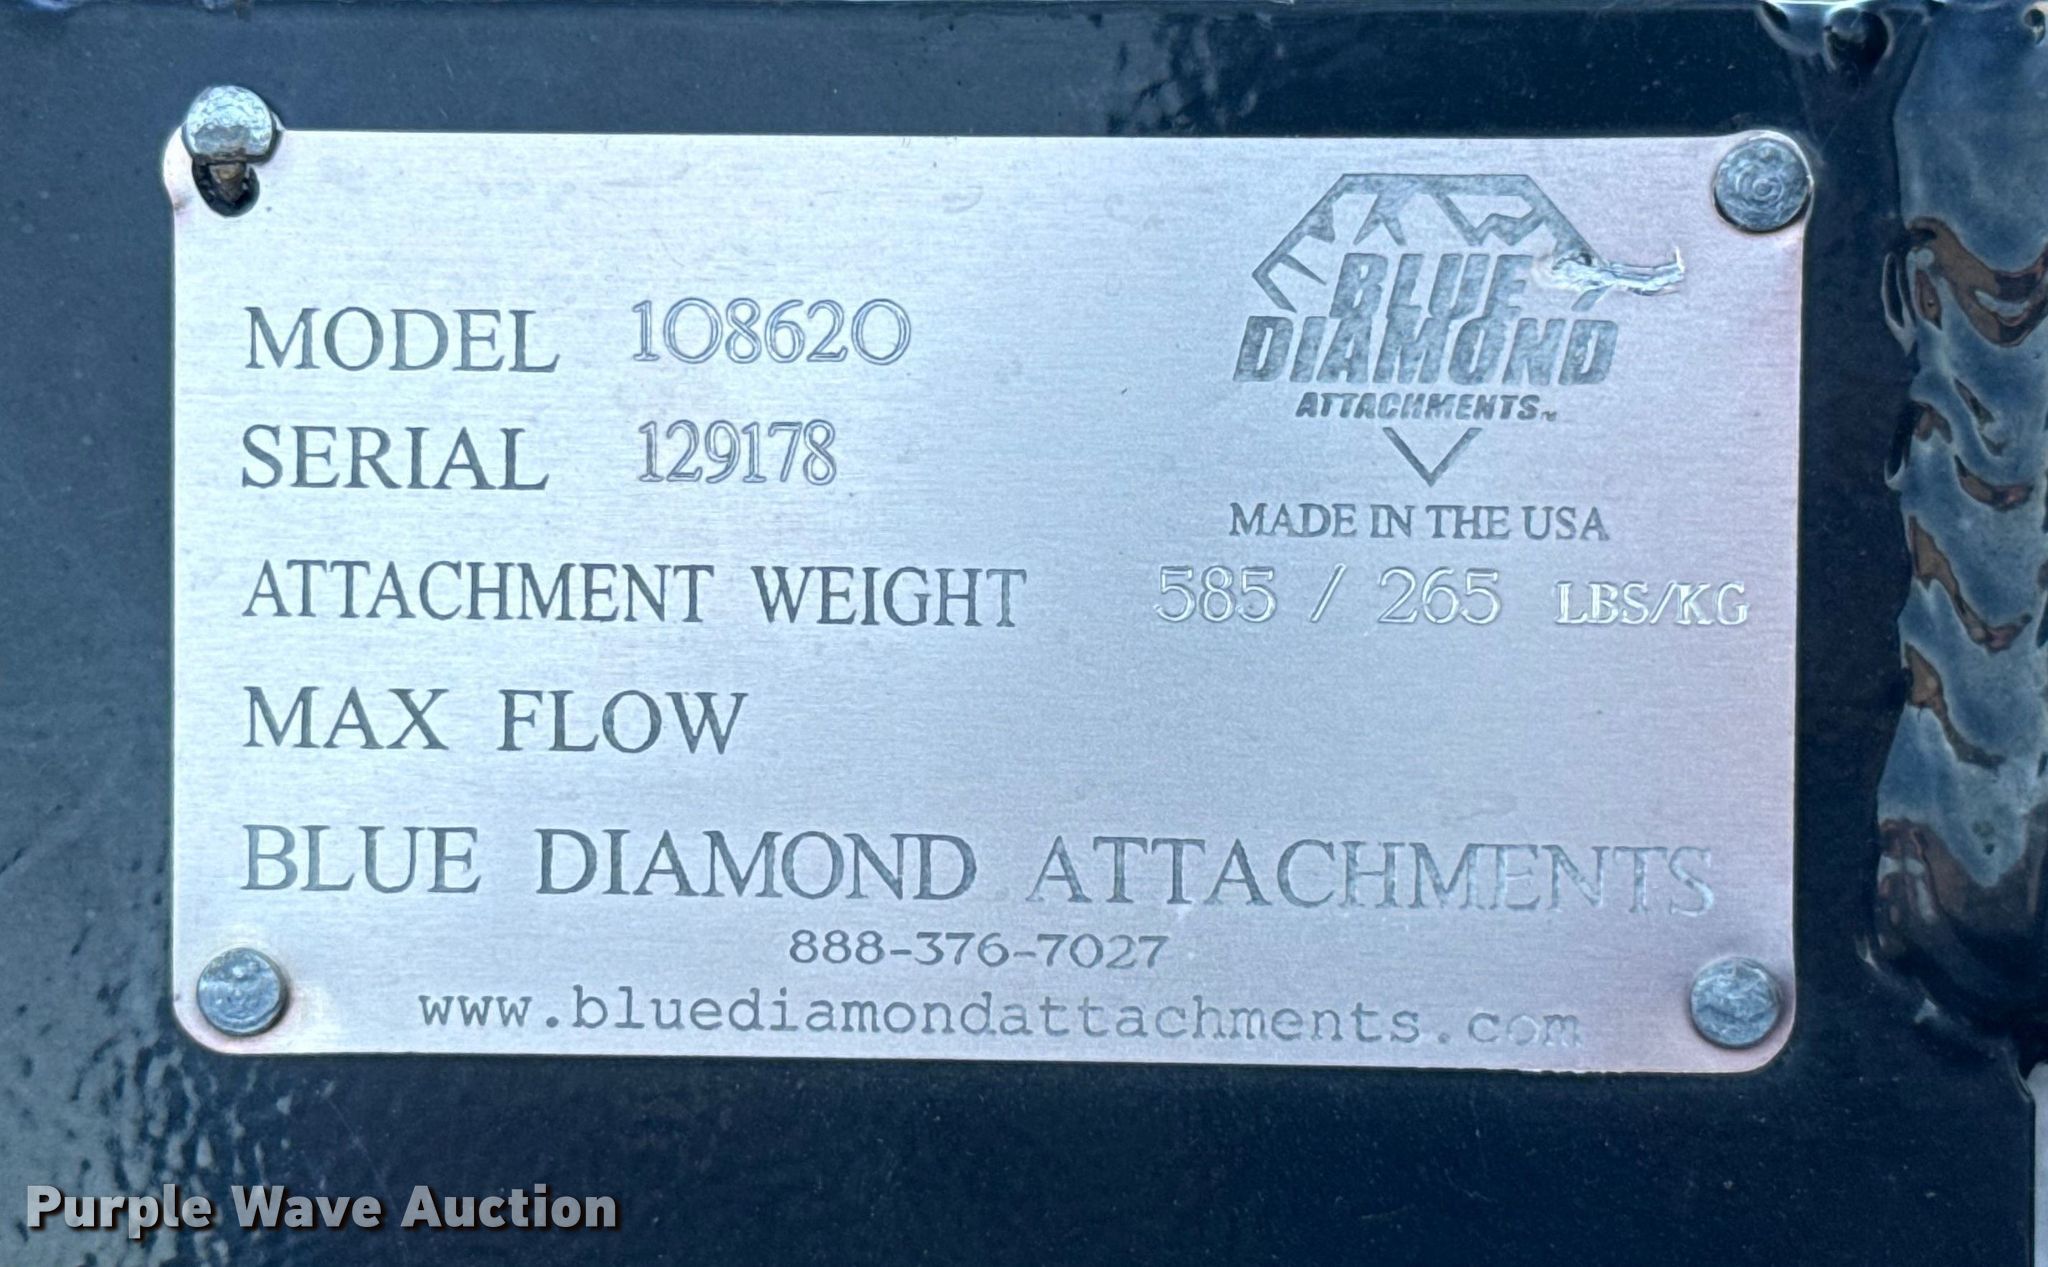 BLUE
DIAMOND
ATTACHMENTS™
MADE IN THE USA
MODEL 108620
SERIAL 129178
ATTACHMENT WEIGHT 585 / 265 LBS/KG
MAX FLOW
BLUE DIAMOND ATTACHMENTS
888-376-7027
www.bluediamondattachments.com
Purple Wave Auction